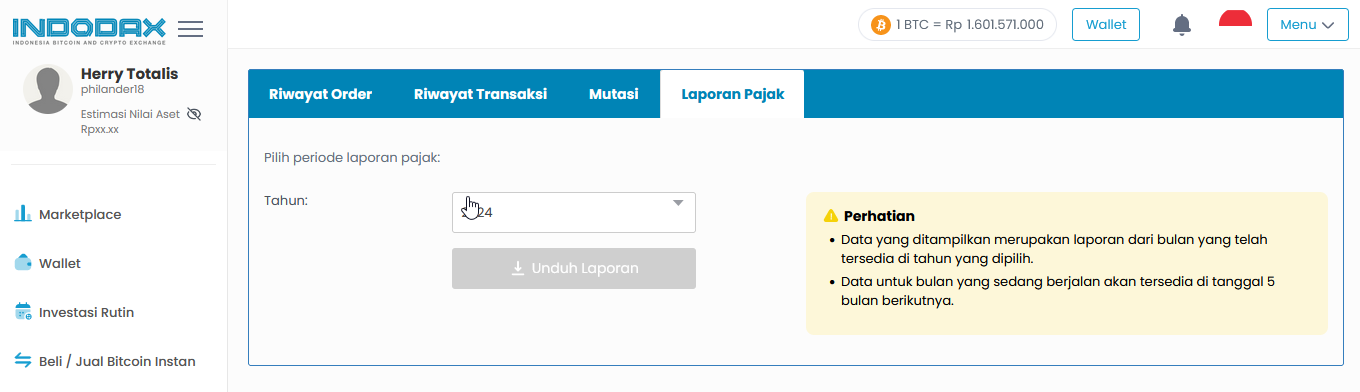 INDODAX
INDONESIA BITCOIN AND CRYPTO EXCHANGE
1 BTC = Rp 1.601.571.000
Wallet
Menu
Herry Totalis
philander18
Estimasi Nilai Aset
Rpxx.xx
Riwayat Order
Riwayat Transaksi
Mutasi
Laporan Pajak
Pilih periode laporan pajak:
Tahun:
Unduh Laporan
Perhatian
• Data yang ditampilkan merupakan laporan dari bulan yang telah
tersedia di tahun yang dipilih.
• Data untuk bulan yang sedang berjalan akan tersedia di tanggal 5
bulan berikutnya.
Marketplace
Wallet
Investasi Rutin
Beli / Jual Bitcoin Instan